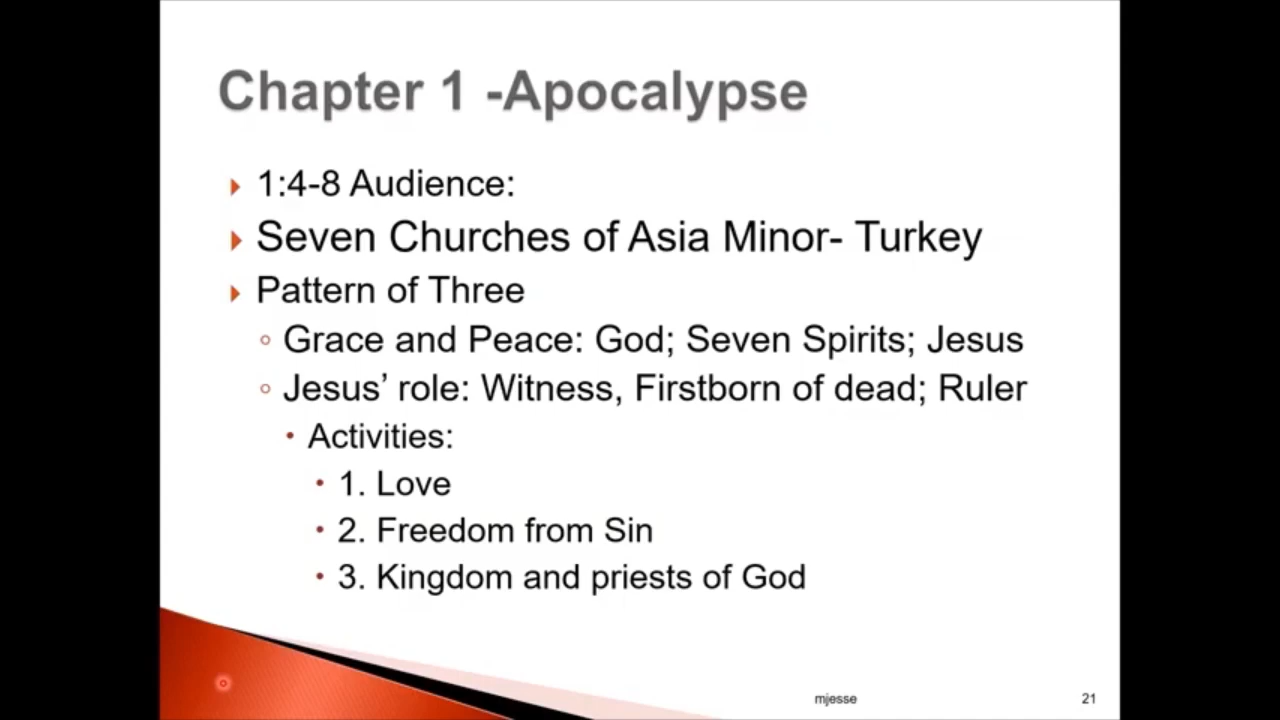 Chapter 1 -Apocalypse
1:4-8 Audience:
Seven Churches of Asia Minor- Turkey
Pattern of Three
Grace and Peace: God; Seven Spirits; Jesus
Jesus’ role: Witness, Firstborn of dead; Ruler
Activities:
1. Love
2. Freedom from Sin
3. Kingdom and priests of God
mjesse
21